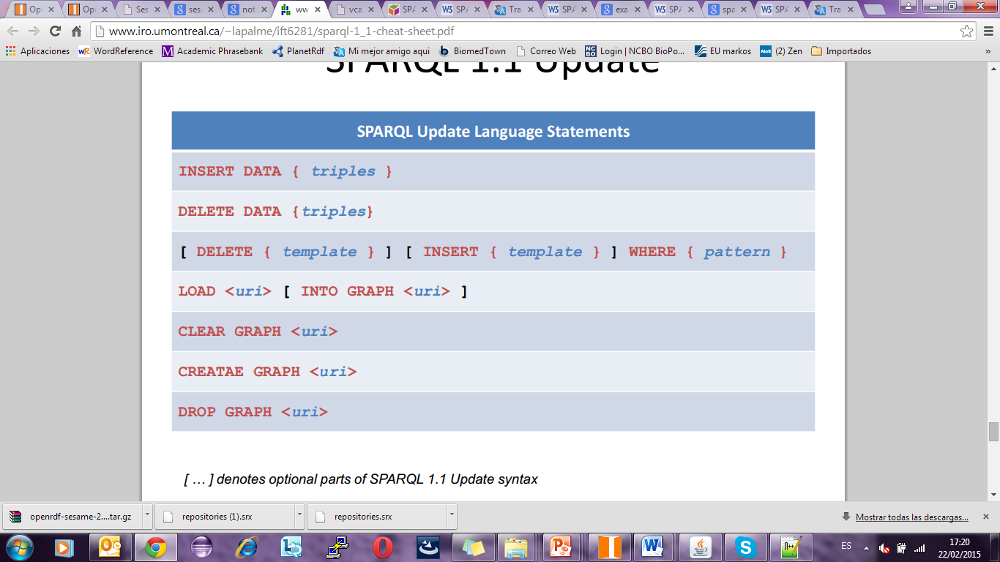 Op
Op
Ses
ses
not
ww
vca
SPA
SPA
Tra
SPA
exa
SPA
spa
SPA
Tra
www.iro.umontreal.ca/~lapalme/ift6281/sparql-1_1-cheat-sheet.pdf
Aplicaciones WordReference Academic Phrasebank PlanetRdf Mi mejor amigo aqui BiomedTown Correo Web Login | NCBO BioPo... EU markos (2) Zen Importados »
SPARQL 1.1 Update
SPARQL Update Language Statements
INSERT DATA { triples }
DELETE DATA {triples}
[ DELETE { template } ] [ INSERT { template } ] WHERE { pattern }
LOAD <uri> [ INTO GRAPH <uri> ]
CLEAR GRAPH <uri>
CREATAE GRAPH <uri>
DROP GRAPH <uri>
[ … ] denotes optional parts of SPARQL 1.1 Update syntax
openrdf-sesame-2....tar.gz repositories (1).srx repositories.srx Mostrar todas las descargas...
ES 17:20
22/02/2015